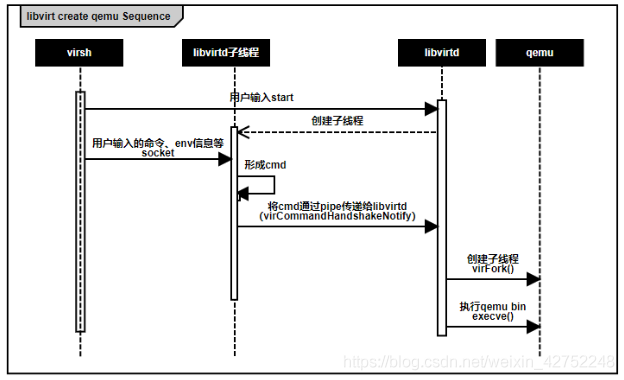 libvirt create qemu Sequence
virsh
libvirtd子线程
libvirtd
qemu
用户输入start
创建子线程
用户输入的命令、env信息等
socket
形成cmd
将cmd通过pipe传递给libvirtd
（virCommandHandshakeNotify）
创建子线程
virFork()
执行qemu bin
execve()
https://blog.csdn.net/weixin_42752248